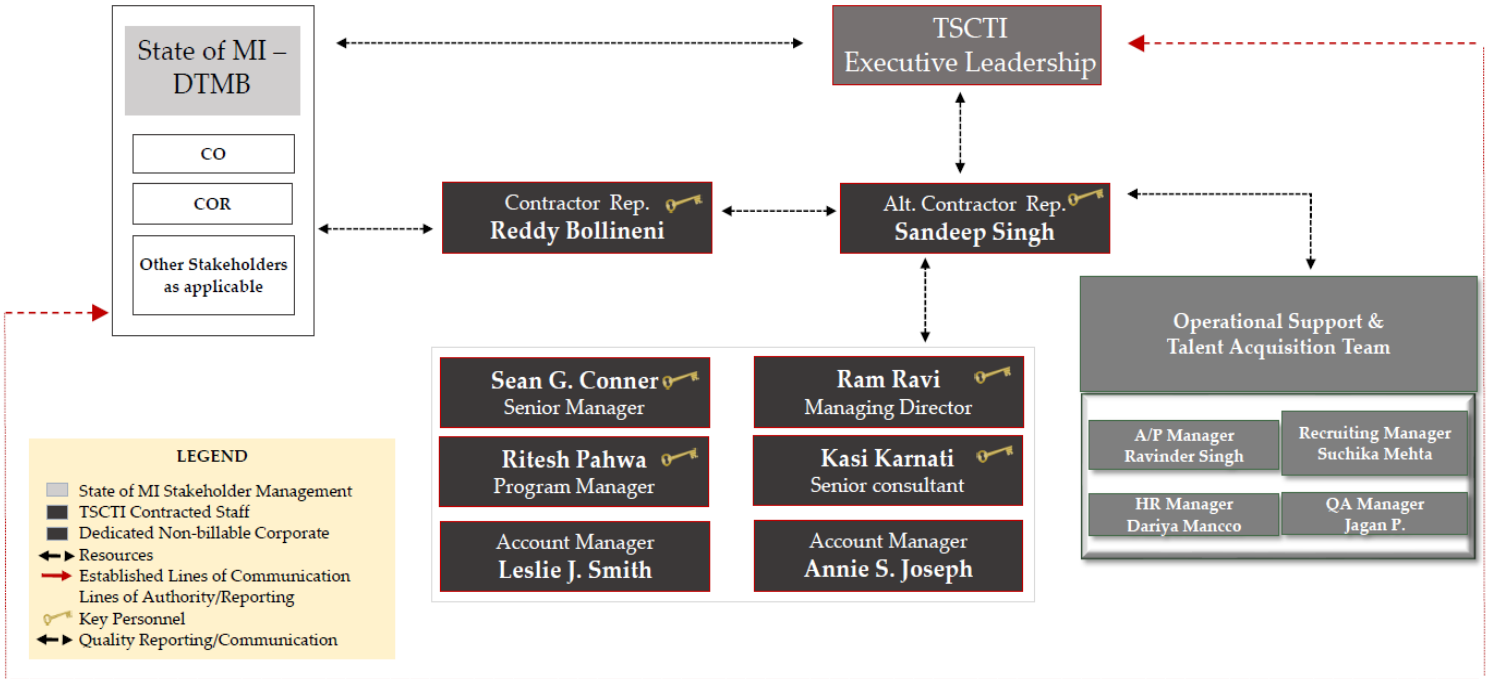 State of MI –
DTMB
CO
COR
Other Stakeholders
as applicable
TSCTI
Executive Leadership
Contractor Rep.
Reddy Bollineni
Alt. Contractor Rep.
Sandeep Singh
Sean G. Conner
Senior Manager
Ram Ravi
Managing Director
Ritesh Pahwa
Program Manager
Kasi Karnati
Senior consultant
Account Manager
Leslie J. Smith
Account Manager
Annie S. Joseph
Operational Support &
Talent Acquisition Team
A/P Manager
Ravinder Singh
Recruiting Manager
Suchika Mehta
HR Manager
Dariya Mancco
QA Manager
Jagan P.
LEGEND
State of MI Stakeholder Management
TSCTI Contracted Staff
Dedicated Non-billable Corporate
Resources
Established Lines of Communication
Lines of Authority/Reporting
Key Personnel
Quality Reporting/Communication